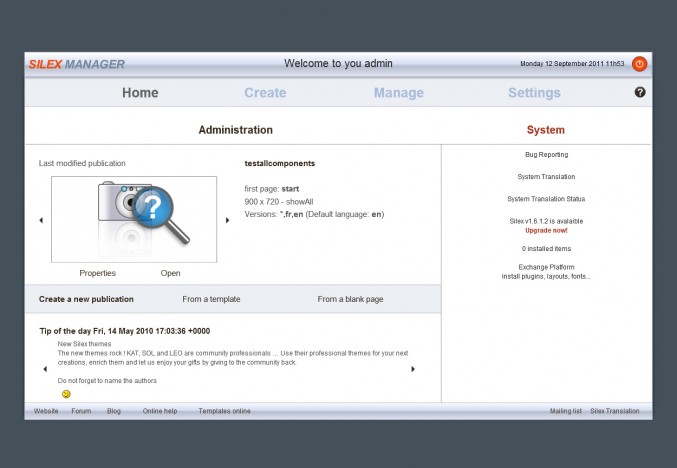 SILEX MANAGER
Welcome to you admin
Monday 12 September 2011 11h53
Home
Create
Manage
Settings
?
Administration
System
Last modified publication
testallcomponents
first page: start
900 x 720 - showAll
Versions: *,fr,en (Default language: en)
?
Properties
Open
Create a new publication
From a template
From a blank page
Tip of the day Fri, 14 May 2010 17:03:36 +0000
New Silex themes
The new themes rock ! KAT, SOL and LEO are community professionals ... Use their professional themes for your next
creations, enrich them and let us enjoy your gifts by giving to the community back.
Do not forget to name the authors
Bug Reporting
System Translation
System Translation Status
Silex v1.6.1.2 is avalaible
Upgrade now!
0 installed items
Exchange Platform
install plugins, layouts, fonts...
Website
Forum
Blog
Online help
Templates online
Mailing list
Silex Translation